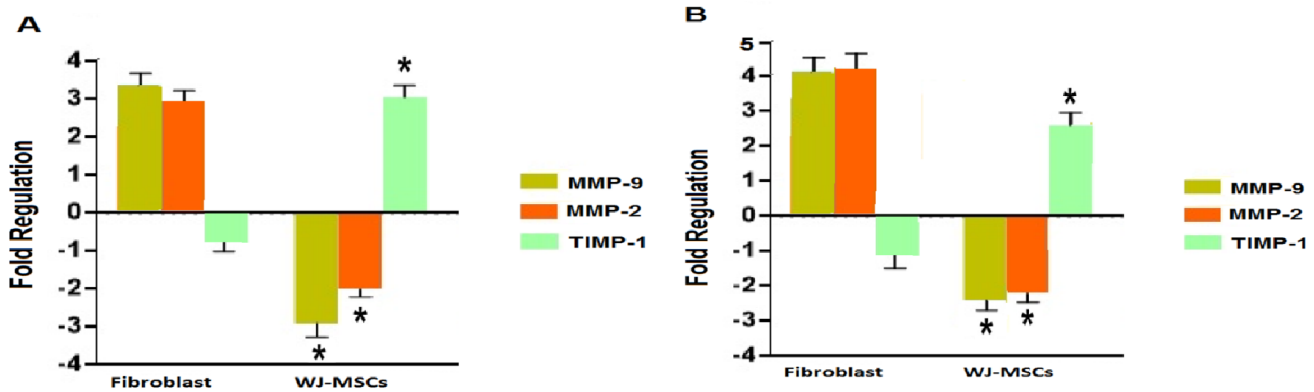 A
Fold Regulation
4
3
2
1
0
-1
-2
-3
-4
*
*
*
Fibroblast
WJ-MSCs
MMP-9
MMP-2
TIMP-1
B
Fold Regulation
5
4
3
2
1
0
-1
-2
-3
-4
*
*
*
Fibroblast
WJ-MSCs
MMP-9
MMP-2
TIMP-1